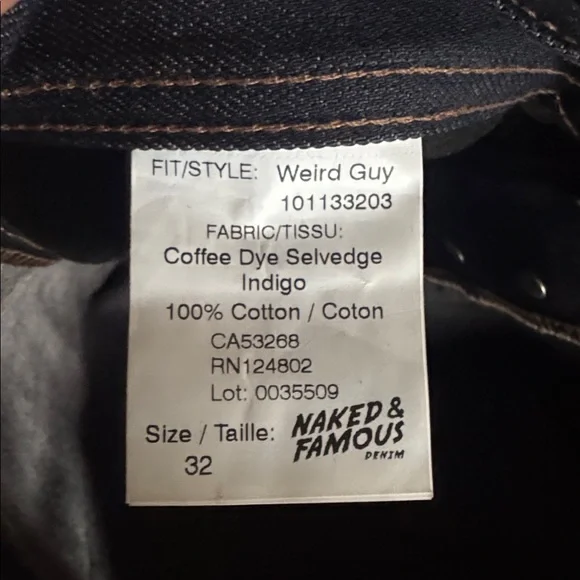 FIT/STYLE: Weird Guy
101133203
FABRIC/TISSU:
Coffee Dye Selvedge
Indigo
100% Cotton / Coton
CA53268
RN124802
Lot: 0035509
Size / Taille:
32
NAKED &
FAMOUS
DENIM